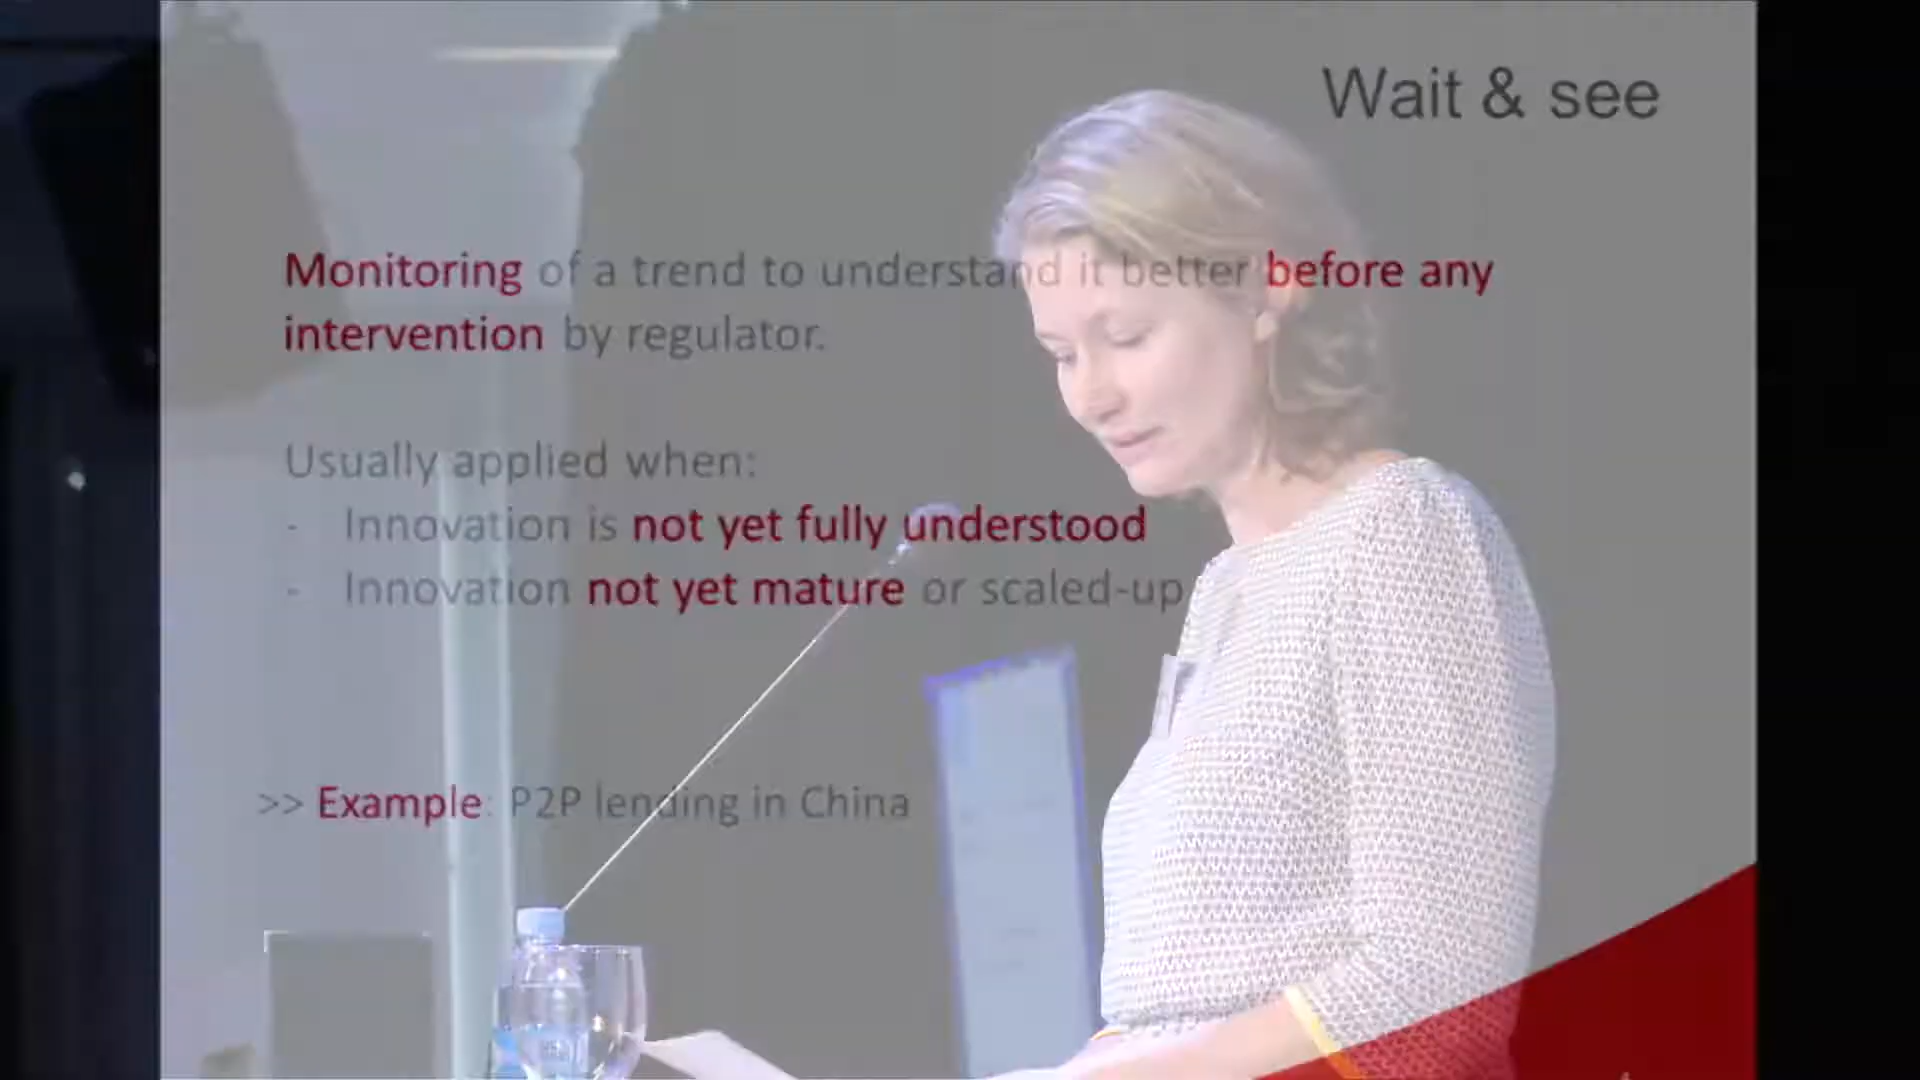 Wait & see
Monitoring of a trend to understand it better before any
intervention by regulator.
Usually applied when:
- Innovation is not yet fully understood
- Innovation not yet mature or scaled-up
>> Example: P2P lending in China